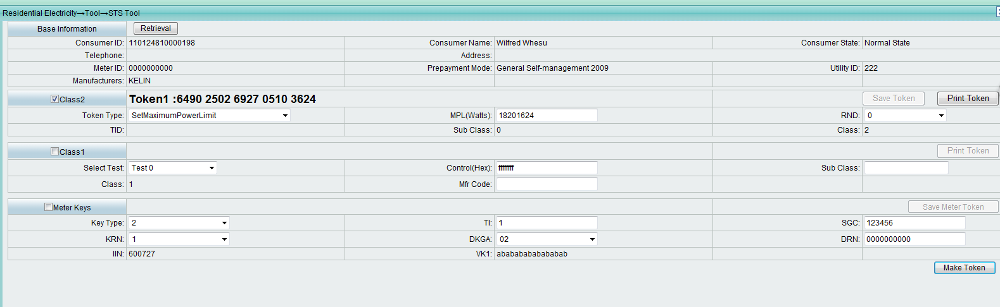 Residential Electricity→Tool→STS Tool
Base Information Retrieval
Consumer ID: 110124810000198 Consumer Name: Wilfred Whesu Consumer State: Normal State
Telephone: Address:
Meter ID: 0000000000 Prepayment Mode: General Self-management 2009 Utility ID: 222
Manufacturers: KELIN
Class2 Token1 :6490 2502 6927 0510 3624 Save Token Print Token
Token Type: SetMaximumPowerLimit MPL(Watts): 18201624 RND: 0
TID: Sub Class: 0 Class: 2
Class1 Print Token
Select Test: Test 0 Control(Hex): ffffffff Sub Class:
Class: 1 Mfr Code:
Meter Keys Save Meter Token
Key Type: 2 TI: 1 SGC: 123456
KRN: 1 DKGA: 02 DRN: 0000000000
IIN: 600727 VK1: abababababababab
Make Token